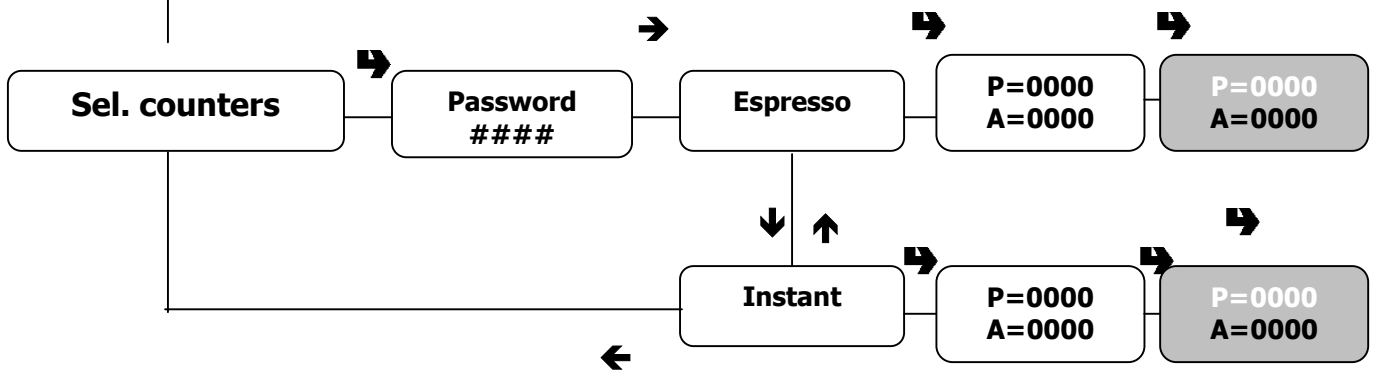 Sel. counters
Password
####
Espresso
P=0000
A=0000
P=0000
A=0000
Instant
P=0000
A=0000
P=0000
A=0000